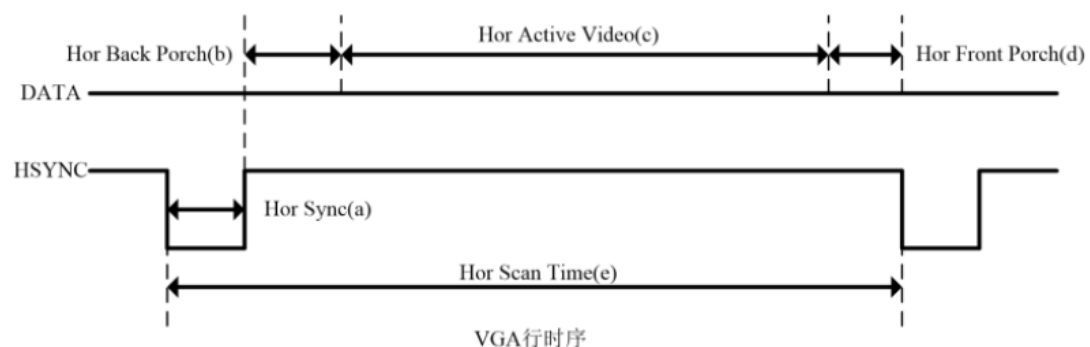 Hor Active Video(c)
Hor Back Porch(b)
Hor Front Porch(d)
DATA
HSYNC
Hor Sync(a)
Hor Scan Time(e)
VGA行时序